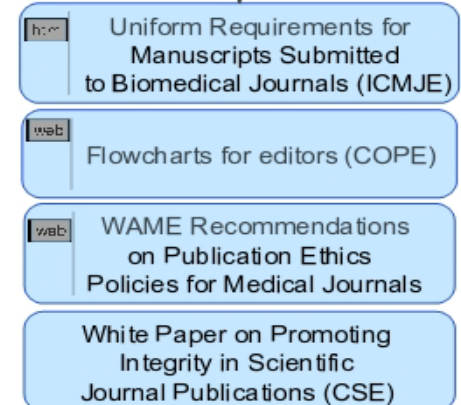 htm
Uniform Requirements for
Manuscripts Submitted
to Biomedical Journals (ICMJE)
web
Flowcharts for editors (COPE)
web
WAME Recommendations
on Publication Ethics
Policies for Medical Journals
White Paper on Promoting
Integrity in Scientific
Journal Publications (CSE)